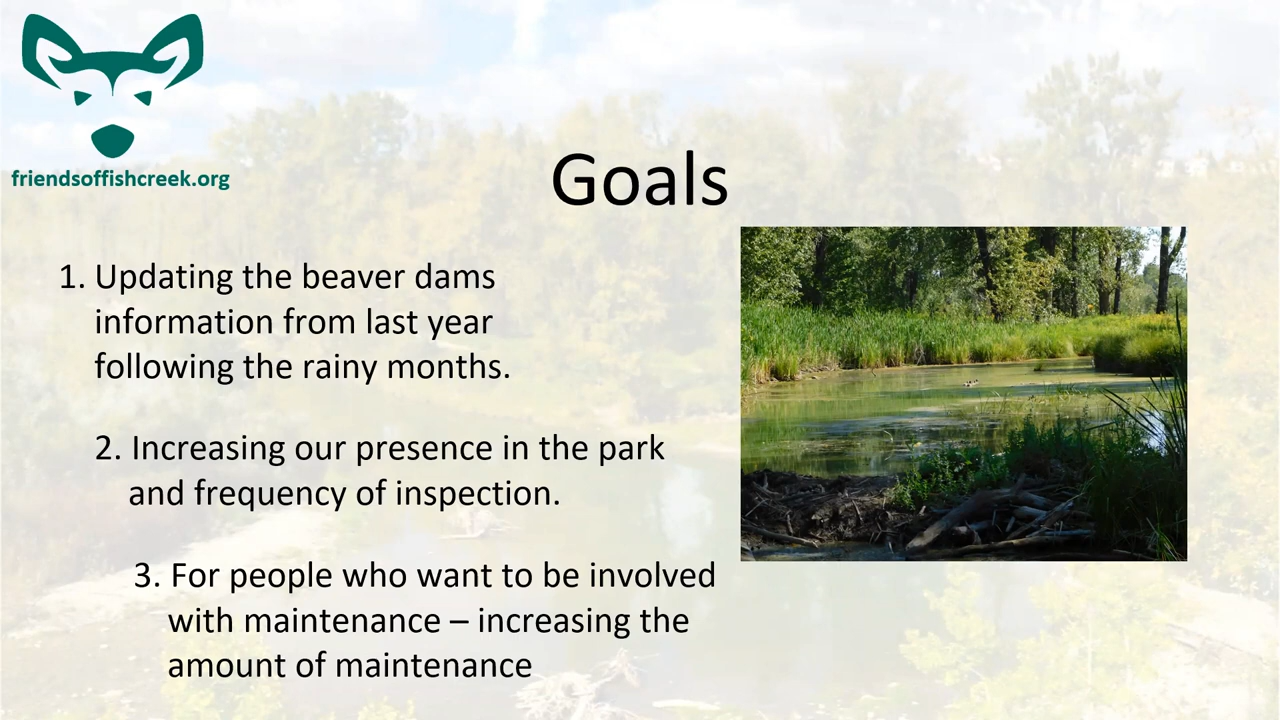 friendsoffishcreek.org
Goals
1. Updating the beaver dams
information from last year
following the rainy months.
2. Increasing our presence in the park
and frequency of inspection.
3. For people who want to be involved
with maintenance – increasing the
amount of maintenance